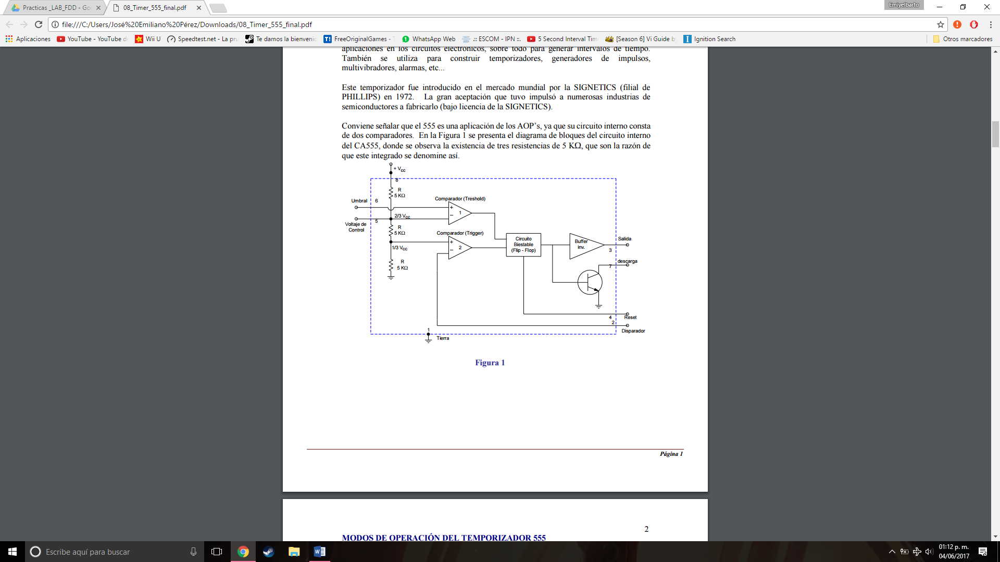 Practicas _LAB_FDD - Go
08_Timer_555_final.pdf
Emiyelbarto
file:///C:/Users/José%20Emiliano%20Pérez/Downloads/08_Timer_555_final.pdf
Aplicaciones
YouTube - YouTube d
Wii U
Speedtest.net - La pru
Te damos la bienvenid
FreeOriginalGames -
WhatsApp Web
.:: ESCOM - IPN ::.
5 Second Interval Tim
[Season 6] Vi Guide b
Ignition Search
Otros marcadores
aplicaciones en los circuitos electrónicos, sobre todo para generar intervalos de tiempo.
También se utiliza para construir temporizadores, generadores de impulsos,
multivibradores, alarmas, etc...
Este temporizador fue introducido en el mercado mundial por la SIGNETICS (filial de
PHILLIPS) en 1972. La gran aceptación que tuvo impulsó a numerosas industrias de
semiconductores a fabricarlo (bajo licencia de la SIGNETICS).
Conviene señalar que el 555 es una aplicación de los AOP's, ya que su circuito interno consta
de dos comparadores. En la Figura 1 se presenta el diagrama de bloques del circuito interno
del CA555, donde se observa la existencia de tres resistencias de 5 KΩ, que son la razón de
que este integrado se denomine así.
+ Vcc
8
R
5 KΩ
Umbral
6
Comparador (Treshold)
+
1
−
2/3 Vcc
5
Voltaje de
Control
R
5 KΩ
Comparador (Trigger)
+
2
−
1/3 Vcc
R
5 KΩ
Circuito
Biestable
(Flip - Flop)
Buffer
inv.
Salida
3
descarga
7
4
Reset
2
Disparador
1
Tierra
Figura 1
Página 1
2
MODOS DE OPERACIÓN DEL TEMPORIZADOR 555
Escribe aquí para buscar
01:12 p. m.
04/06/2017